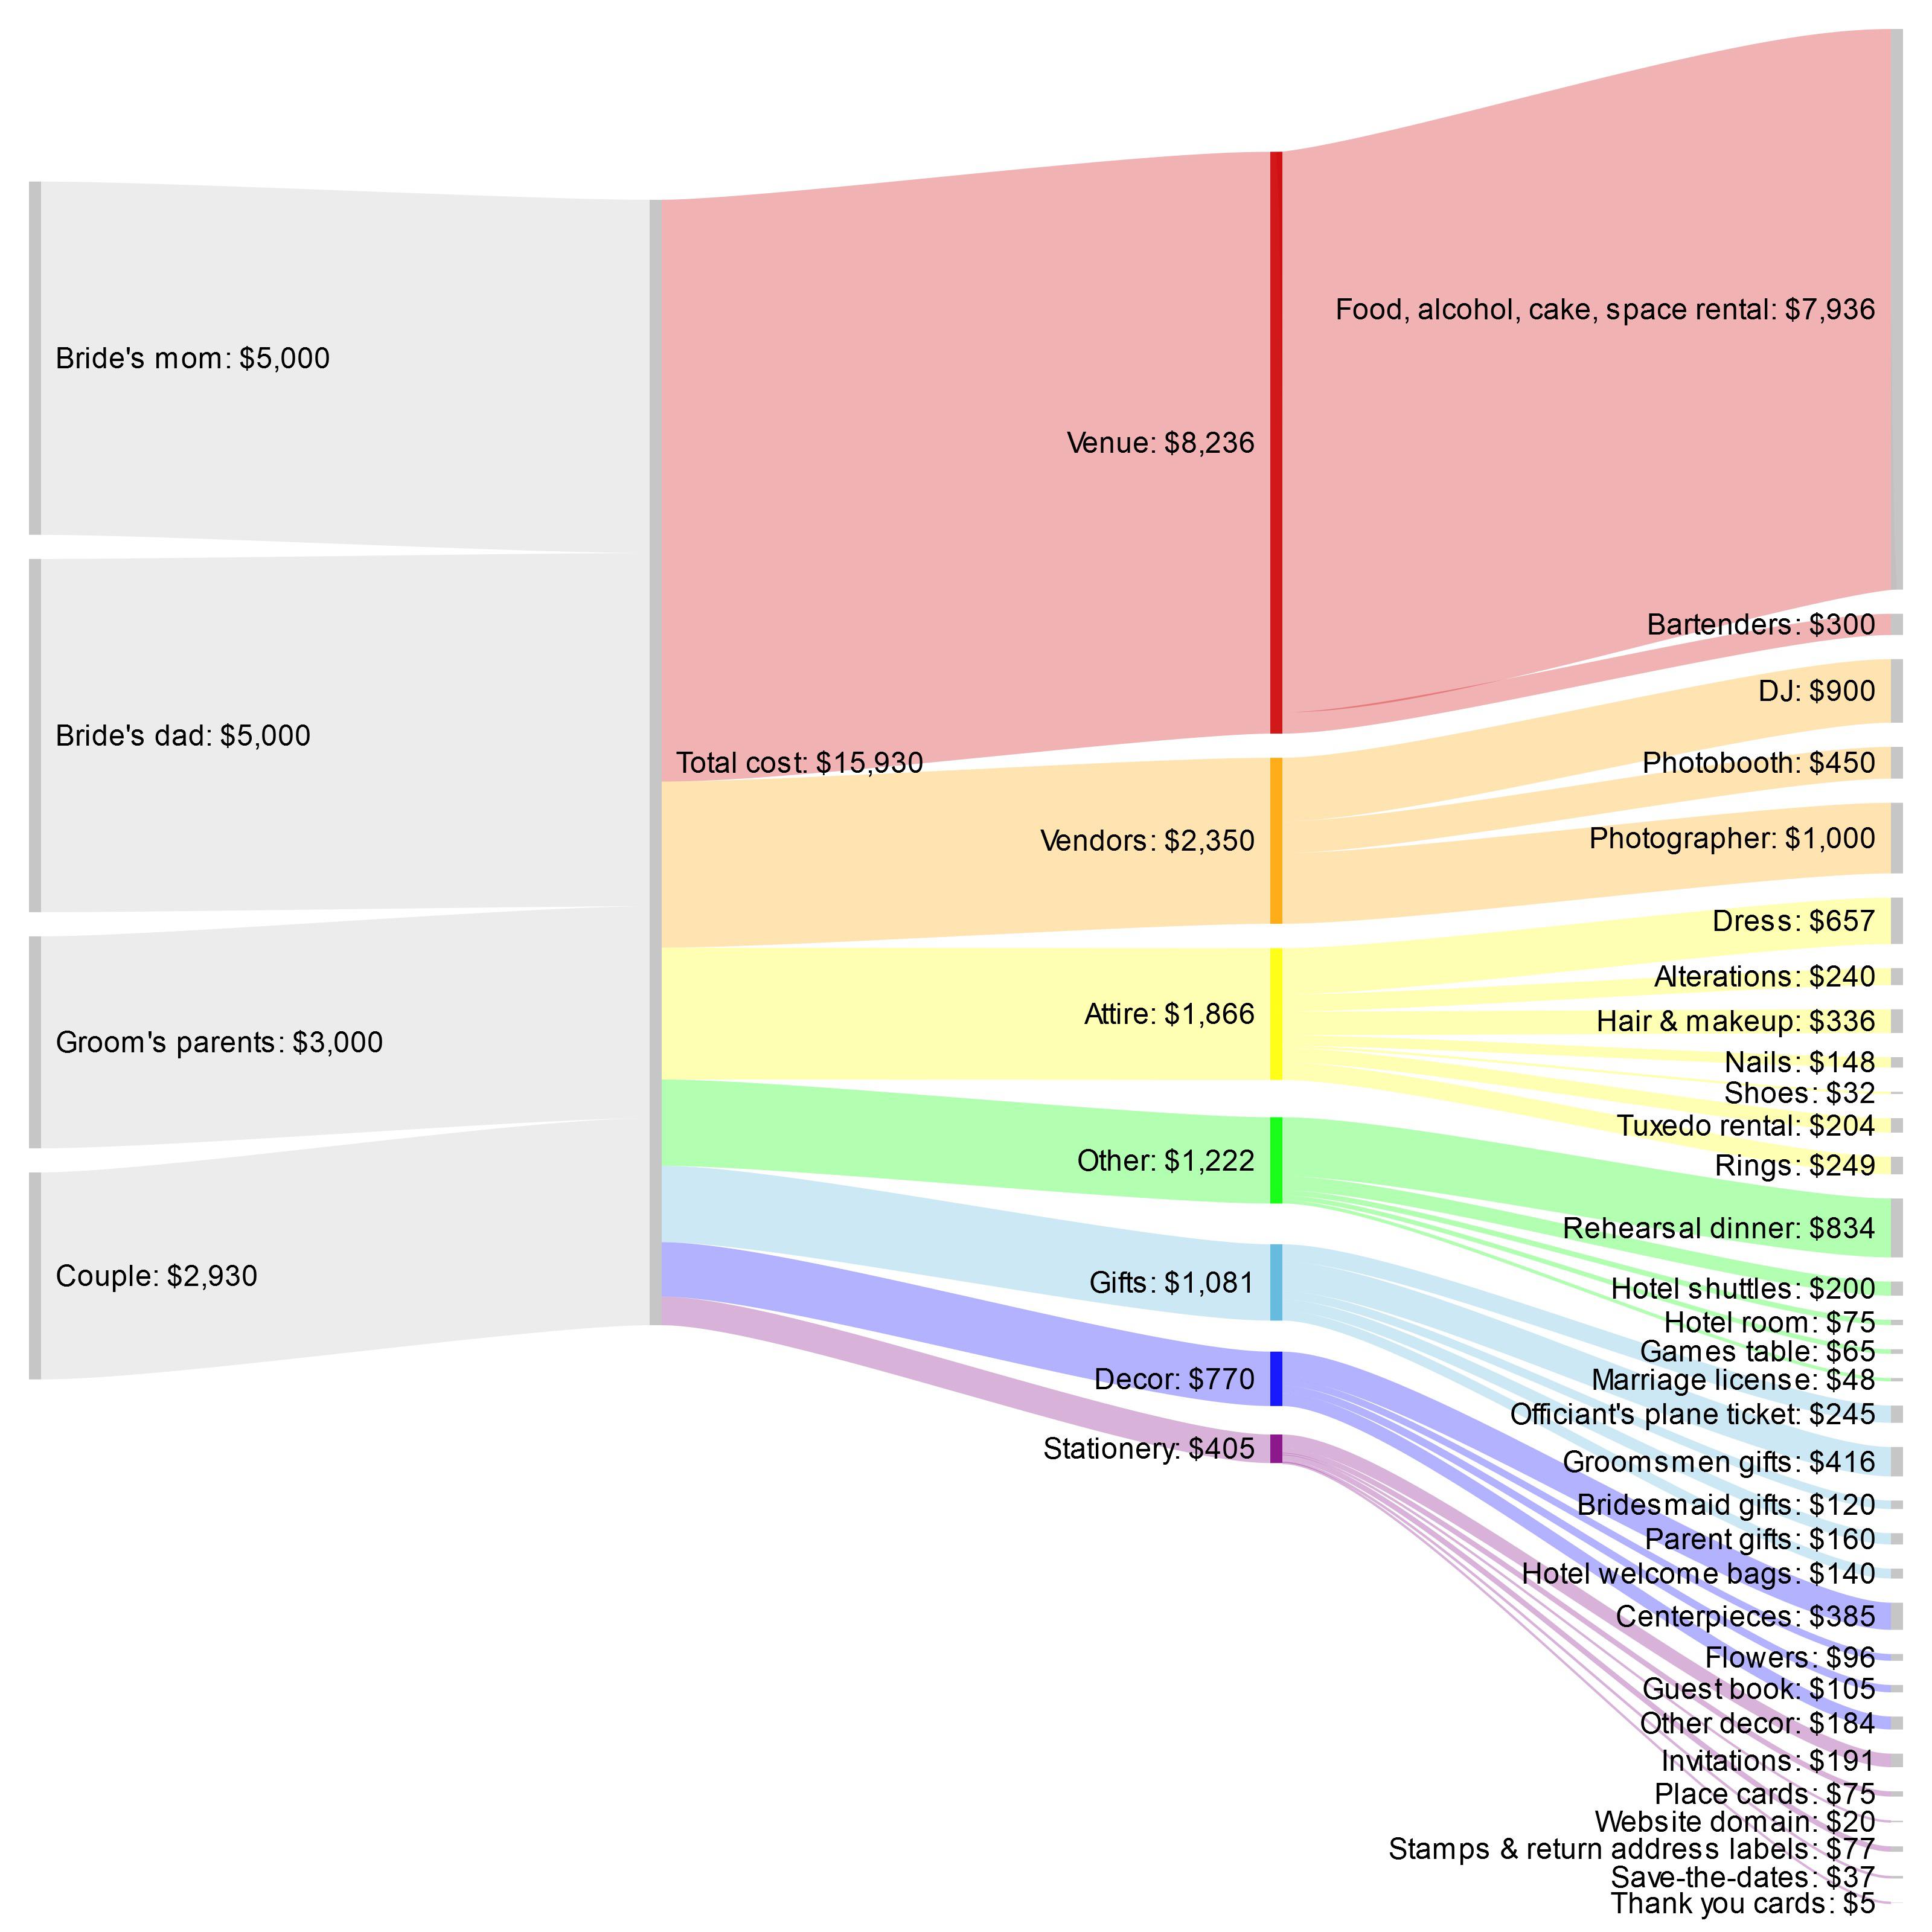 Bride's mom: $5,000
Bride's dad: $5,000
Groom's parents: $3,000
Couple: $2,930
Total cost: $15,930
Venue: $8,236
Vendors: $2,350
Attire: $1,866
Other: $1,222
Gifts: $1,081
Decor: $770
Stationery: $405
Food, alcohol, cake, space rental: $7,936
Bartenders: $300
DJ: $900
Photobooth: $450
Photographer: $1,000
Dress: $657
Alterations: $240
Hair & makeup: $336
Nails: $148
Shoes: $32
Tuxedo rental: $204
Rings: $249
Rehearsal dinner: $834
Hotel shuttles: $200
Hotel room: $75
Games table: $65
Marriage license: $48
Officiant's plane ticket: $245
Groomsmen gifts: $416
Bridesmaid gifts: $120
Parent gifts: $160
Hotel welcome bags: $140
Centerpieces: $385
Flowers: $96
Guest book: $105
Other decor: $184
Invitations: $191
Place cards: $75
Website domain: $20
Stamps & return address labels: $77
Save-the-dates: $37
Thank you cards: $5